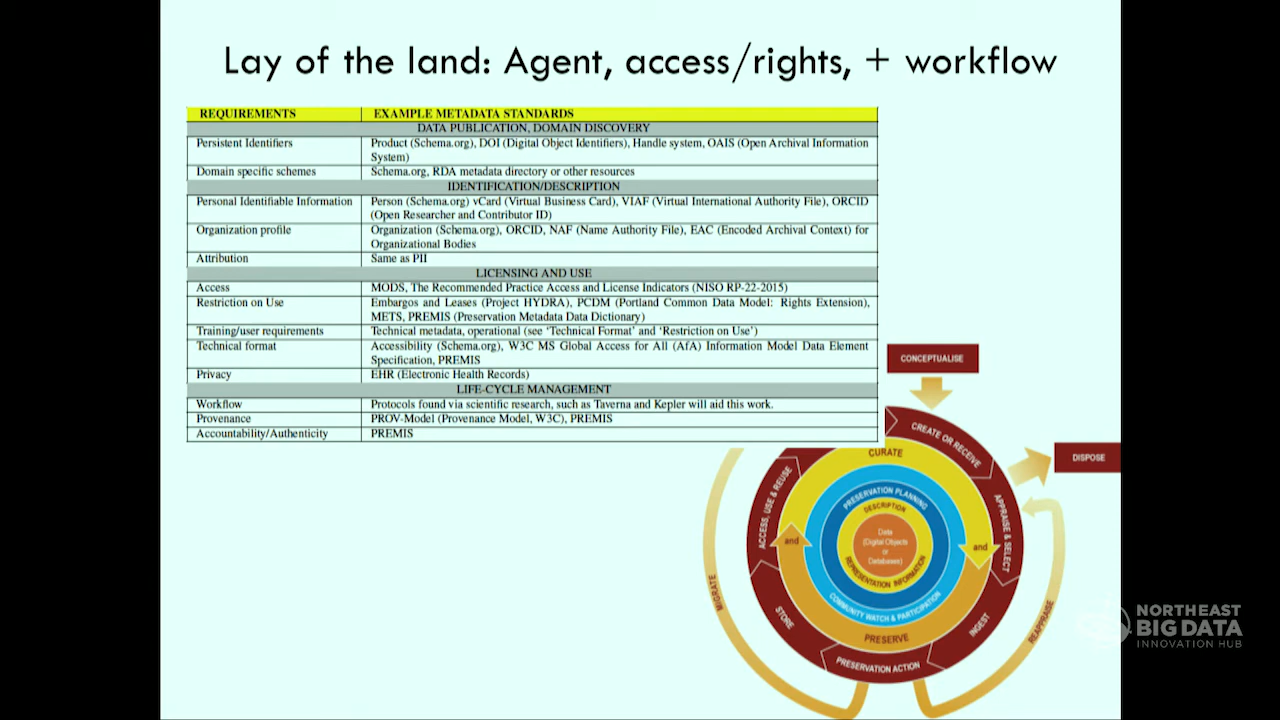 Lay of the land: Agent, access/rights, + workflow
REQUIREMENTS EXAMPLE METADATA STANDARDS
DATA PUBLICATION, DOMAIN DISCOVERY
Persistent Identifiers Product (Schema.org), DOI (Digital Object Identifiers), Handle system, OAIS (Open Archival Information
System)
Domain specific schemes Schema.org, RDA metadata directory or other resources
IDENTIFICATION/DESCRIPTION
Personal Identifiable Information Person (Schema.org) vCard (Virtual Business Card), VIAF (Virtual International Authority File), ORCID
(Open Researcher and Contributor ID)
Organization profile Organization (Schema.org), ORCID, NAF (Name Authority File), EAC (Encoded Archival Context) for
Organizational Bodies
Attribution Same as PII
LICENSING AND USE
Access MODS, The Recommended Practice Access and License Indicators (NISO RP-22-2015)
Restriction on Use Embargos and Leases (Project HYDRA), PCDM (Portland Common Data Model: Rights Extension),
METS, PREMIS (Preservation Metadata Data Dictionary)
Training/user requirements Technical metadata, operational (see ‘Technical Format’ and ‘Restriction on Use’)
Technical format Accessibility (Schema.org), W3C MS Global Access for All (AfA) Information Model Data Element
Specification, PREMIS
Privacy EHR (Electronic Health Records)
LIFE-CYCLE MANAGEMENT
Workflow Protocols found via scientific research, such as Taverna and Kepler will aid this work.
Provenance PROV-Model (Provenance Model, W3C), PREMIS
Accountability/Authenticity PREMIS
CONCEPTUALISE
CREATE OR RECEIVE
DISPOSE
CURATE
ACCESS, USE & REUSE
APPRAISE & SELECT
PRESERVATION PLANNING
DESCRIPTION
Data
(Digital Objects
or
Databases)
and
and
REPRESENTATION INFORMATION
COMMUNITY WATCH & PARTICIPATION
MIGRATE
REAPPRAISE
STORE
INGEST
PRESERVE
PRESERVATION ACTION
NORTHEAST
BIG DATA
INNOVATION HUB